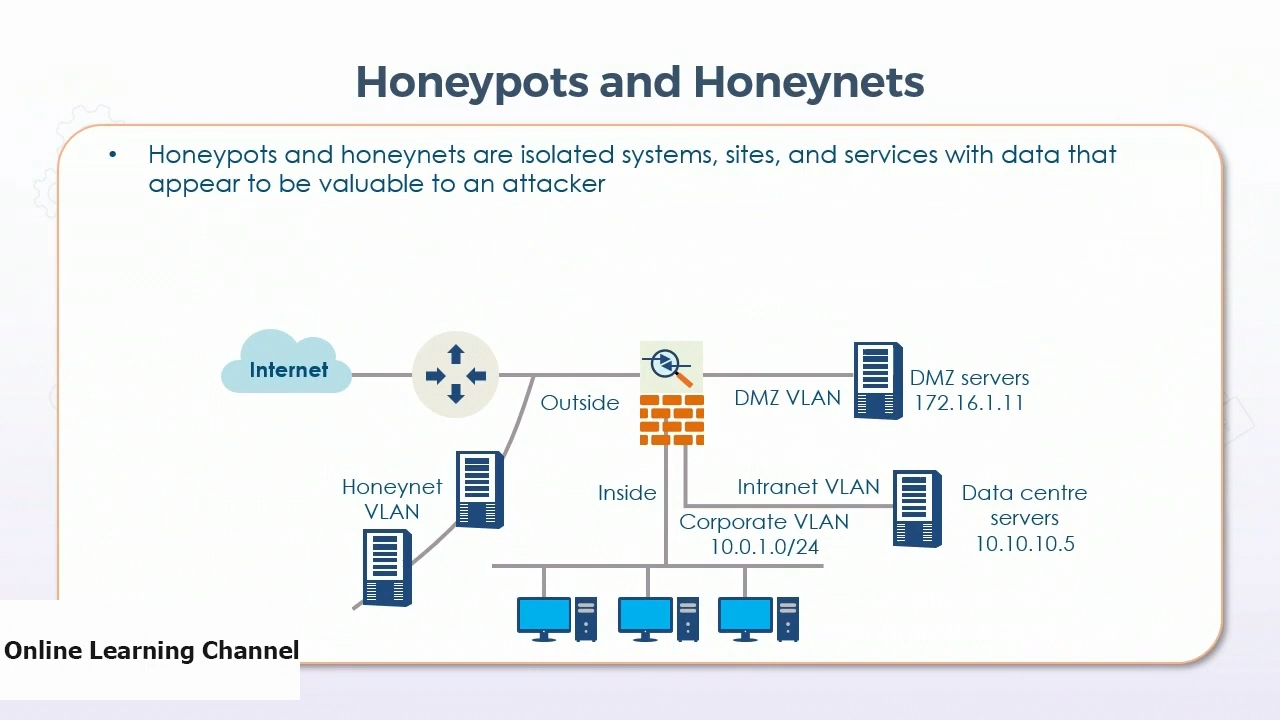 Honeypots and Honeynets
• Honeypots and honeynets are isolated systems, sites, and services with data that
appear to be valuable to an attacker
Internet
Outside
DMZ VLAN
DMZ servers
172.16.1.11
Honeynet
VLAN
Inside
Intranet VLAN
Data centre
servers
10.10.10.5
Corporate VLAN
10.0.1.0/24
Online Learning Channel